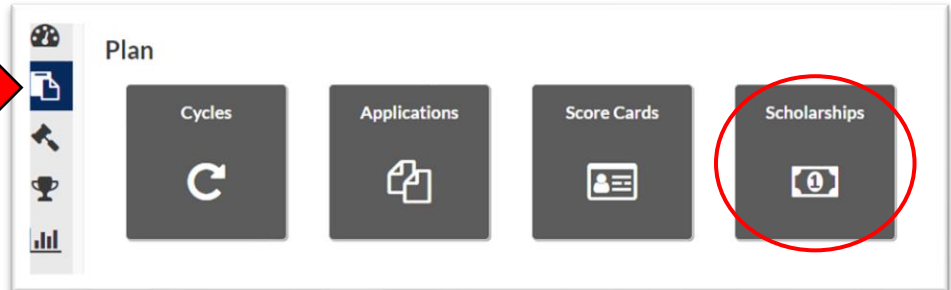 Plan
Cycles
Applications
Score Cards
Scholarships
1